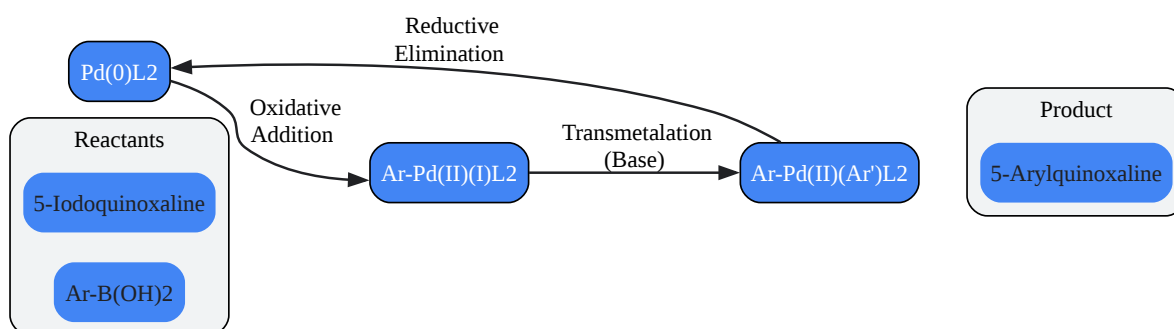 Reductive
Elimination
Pd(0)L2
Oxidative
Addition
Reactants
5-Iodoquinoxaline
Ar-B(OH)2
Ar-Pd(II)(I)L2
Transmetalation
(Base)
Ar-Pd(II)(Ar')L2
Product
5-Arylquinoxaline